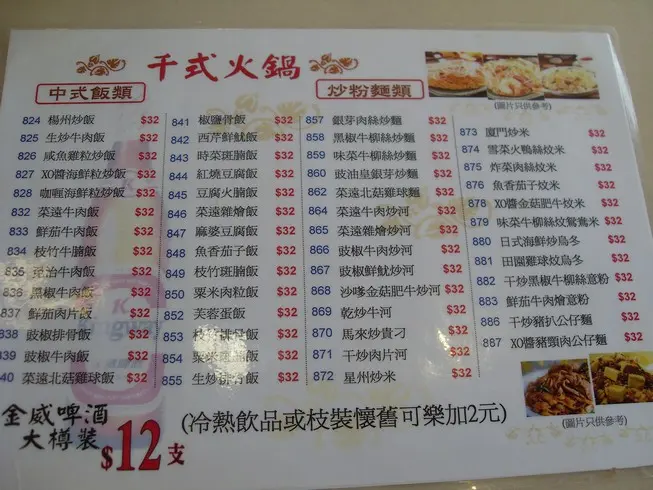 千式火鍋
中式飯類
炒粉麵類
(圖片只供參考)
824 楊州炒飯 $32
825 生炒牛肉飯 $32
826 咸魚雞粒炒飯 $32
827 XO醬海鮮粒炒飯 $32
828 咖喱海鮮粒炒飯 $32
832 菜遠牛肉飯 $32
833 鮮茄牛肉飯 $32
834 枝竹牛腩飯 $32
835 免治牛肉飯 $32
836 黑椒牛肉飯 $32
837 鮮茄肉片飯 $32
838 豉椒排骨飯 $32
839 豉椒牛肉飯 $32
40 菜遠北菇雞球飯 $32
841 椒鹽骨飯 $32
842 西芹鮮魷飯 $32
843 時菜斑腩飯 $32
844 紅燒豆腐飯 $32
845 豆腐火腩飯 $32
846 菜遠雜燴飯 $32
847 麻婆豆腐飯 $32
848 魚香茄子飯 $32
849 枝竹斑腩飯 $32
850 粟米肉粒飯 $32
852 芙蓉蛋飯 $32
853 排骨飯 $32
854 粟米斑腩飯 $32
855 生炒排骨飯 $32
857 銀芽肉絲炒麵 $32
858 黑椒牛柳絲炒麵 $32
859 味菜牛柳絲炒麵 $32
860 豉油皇銀芽炒麵 $32
862 菜遠北菇雞球麵 $32
864 菜遠牛肉炒河 $32
865 菜遠雜燴炒河 $32
866 豉椒牛肉炒河 $32
867 豉椒鮮魷炒河 $32
868 沙嗲金菇肥牛炒河 $32
869 乾炒牛河 $32
870 馬來炒貴刁 $32
871 干炒肉片河 $32
872 星州炒米 $32
873 廈門炒米 $32
874 雪菜火鴨絲炆米 $32
875 炸菜肉絲炆米 $32
876 魚香茄子炆米 $32
878 XO醬金菇肥牛炆米 $32
879 味菜牛柳絲炆鴛鴦米 $32
880 日式海鮮炒烏冬 $32
881 田園雞球炆烏冬 $32
882 干炒黑椒牛柳絲意粉 $32
883 鮮茄牛肉燴意粉 $32
886 干炒豬扒公仔麵 $32
887 XO醬豬頸肉公仔麵 $32
(圖片只供參考)
金威啤酒
大樽裝
$12支
(冷熱飲品或枝裝懷舊可樂加2元)